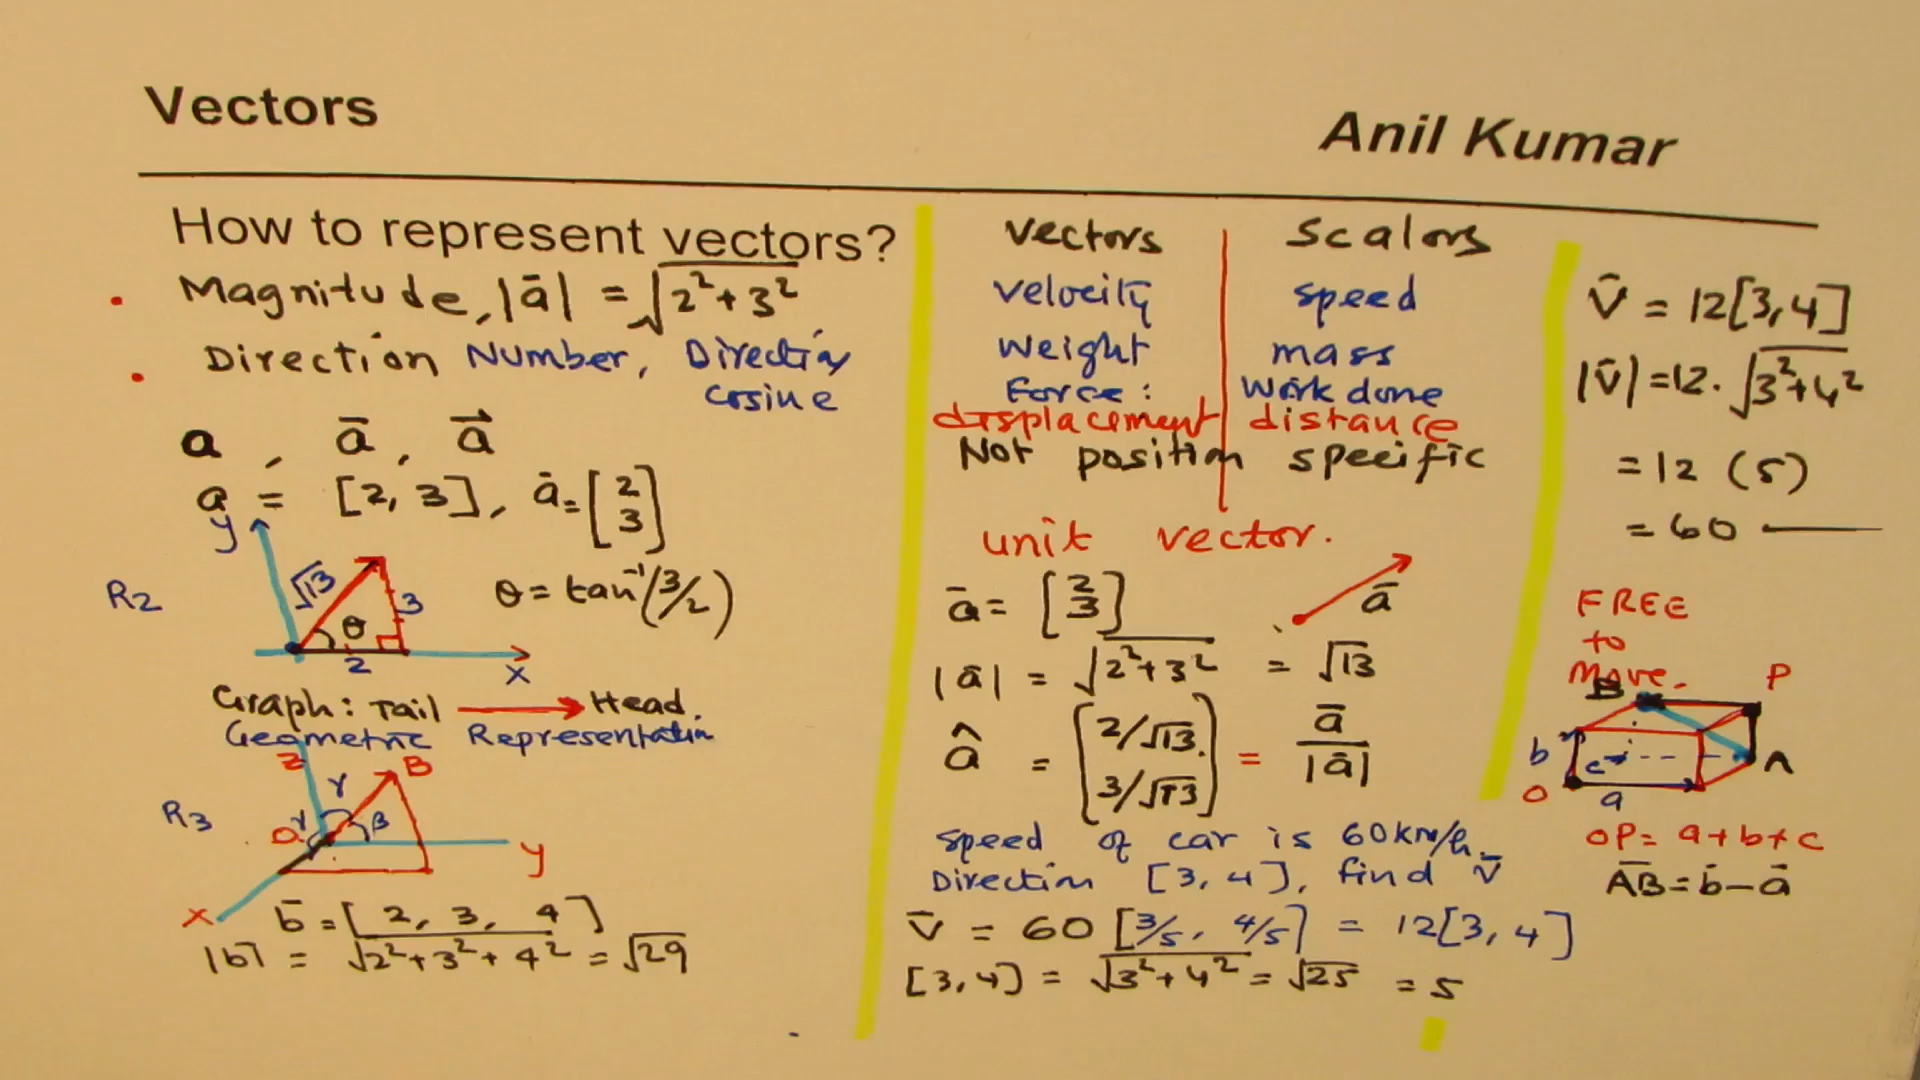 Vectors
Anil Kumar
How to represent vectors?
• Magnitude, |ā| = √2²+3²
• Direction Number, Direction
Cosine
a , ā , a⃗
a = [2, 3], ā = [2 3]
y
R2
√13
3
θ
2
x
θ = tan⁻¹(3/2)
Graph: Tail → Head.
Geometric Representation
z
R3
γ
B
O
β
y
x
b̄ = [2, 3, 4]
|b| = √2²+3²+4² = √29
vectors Scalors
velocity speed
Weight mass
Force: Work done
displacement distance
Not position specific
unit vector.
ā = [2 3]
ā
|ā| = √2²+3² = √13
â = [2/√13. 3/√13] = ā/|ā|
Speed of car is 60km/h.
Direction [3, 4], find v̄
v̄ = 60 [3/5, 4/5] = 12[3, 4]
[3, 4] = √3²+4² = √25 = 5
v̄ = 12[3, 4]
|v̄| = 12. √3²+4²
= 12 (5)
= 60
FREE
to
Move.
B
P
b
c
A
O
a
OP = a+b+c
A̅B̅ = b̄ – ā